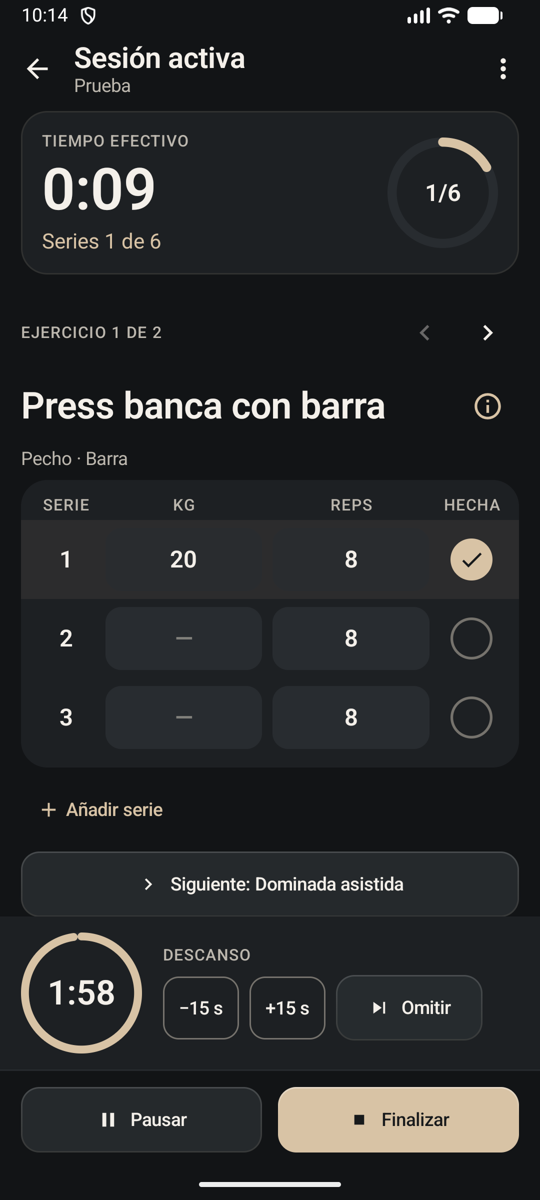 10:14
Sesión activa
Prueba
TIEMPO EFECTIVO
0:09
Series 1 de 6
1/6
EJERCICIO 1 DE 2
Press banca con barra
Pecho · Barra
SERIE KG REPS HECHA
1 20 8
2 — 8
3 — 8
+ Añadir serie
Siguiente: Dominada asistida
1:58
DESCANSO
−15 s +15 s Omitir
Pausar Finalizar